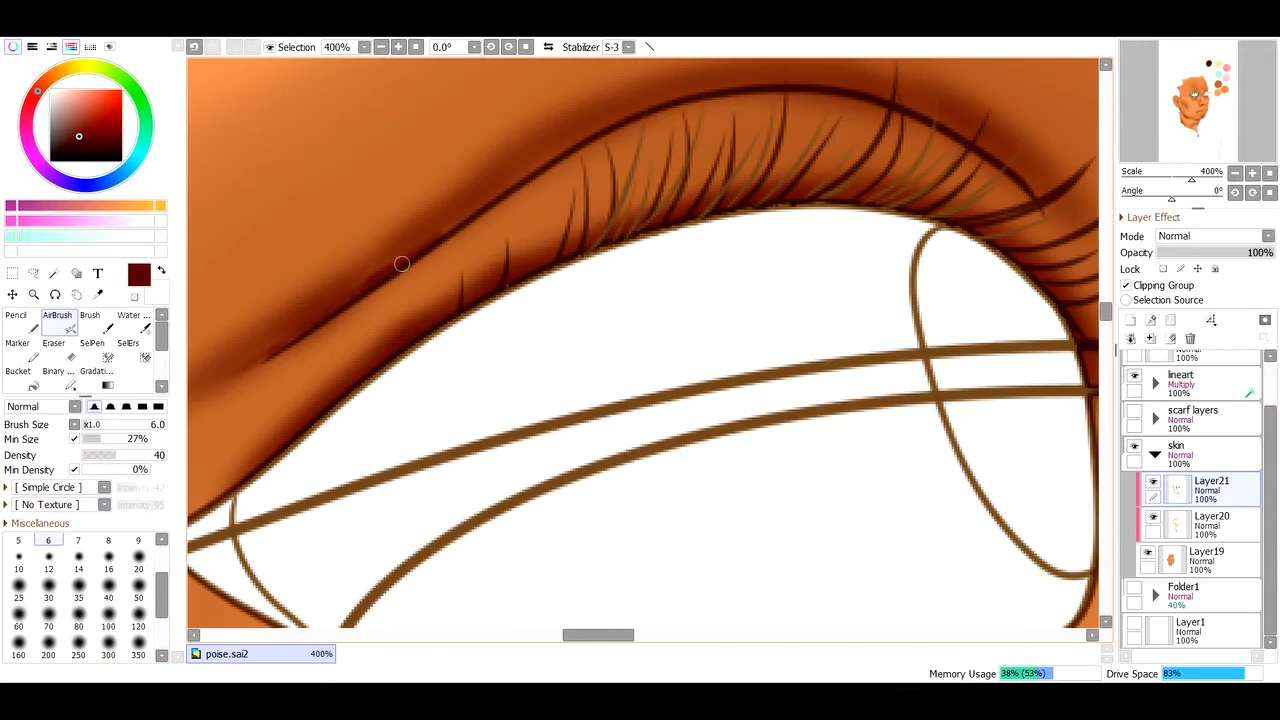 Selection 400% 0.0° Stabilizer S-3
T
Pencil AirBrush Brush Water ...
Marker Eraser SelPen SelErs
Bucket Binary ... Gradati...
Normal
Brush Size x1.0 6.0
Min Size 27%
Density 40
Min Density 0%
[ Simple Circle ] Inten... 42
[ No Texture ] Intensity 95
Miscellaneous
5 6 7 8 9
10 12 14 16 20
25 30 35 40 50
60 70 80 100 120
160 200 250 300 350
poise.sai2 400%
Scale 400%
Angle 0°
Layer Effect
Mode Normal
Opacity 100%
Lock
Clipping Group
Selection Source
Normal
100%
lineart
Multiply
100%
scarf layers
Normal
100%
skin
Normal
100%
Layer21
Normal
100%
Layer20
Normal
100%
Layer19
Normal
100%
Folder1
Normal
40%
Layer1
Normal
100%
Memory Usage 38% (53%) Drive Space 83%